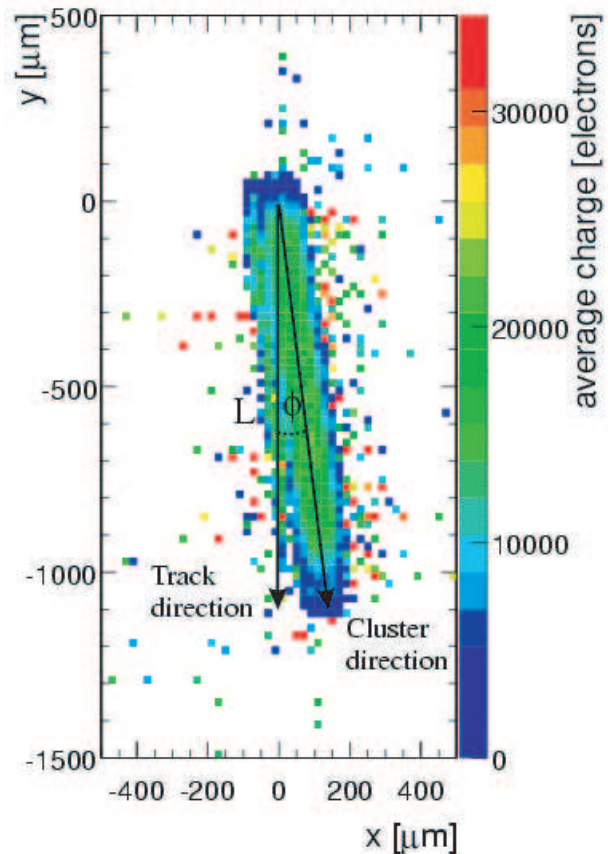 y [μm]
500
0
-500
-1000
-1500
L
ϕ
Track
direction
Cluster
direction
-400
-200
0
200
400
x [μm]
30000
20000
10000
0
average charge [electrons]